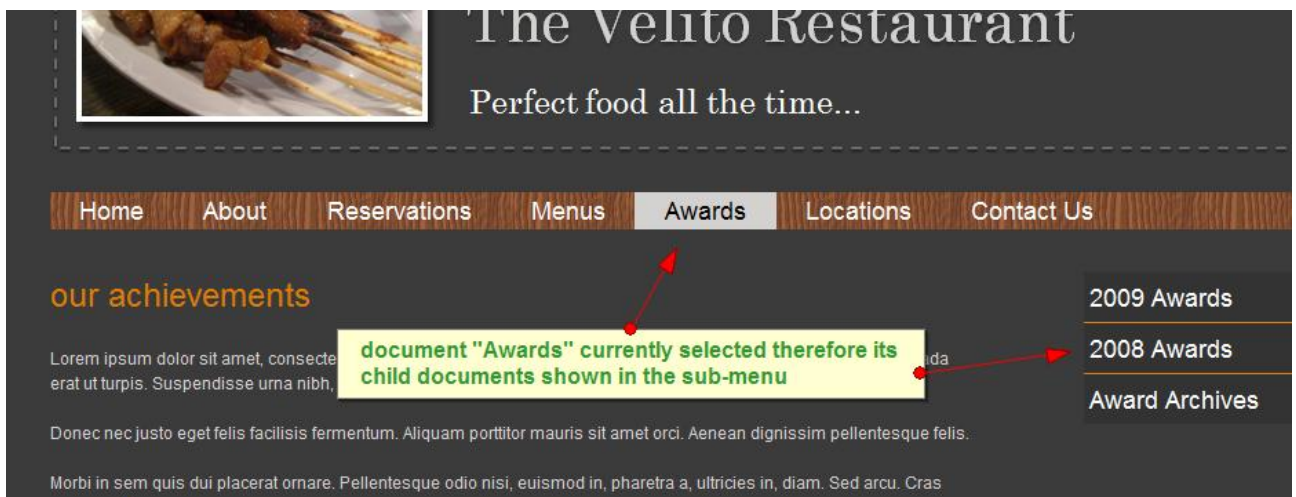 The Velito Restaurant
Perfect food all the time...
Home About Reservations Menus Awards Locations Contact Us
our achievements
2009 Awards
document "Awards" currently selected therefore its
child documents shown in the sub-menu
2008 Awards
Lorem ipsum dolor sit amet,
erat ut turpis. Suspendisse urna nibh,
Award Archives
Donec nec justo eget felis facilisis fermentum. Aliquam porttitor mauris sit amet orci. Aenean dignissim pellentesque felis.
Morbi in sem quis dui placerat ornare. Pellentesque odio nisi, euismod in, pharetra a, ultricies in, diam. Sed arcu. Cras